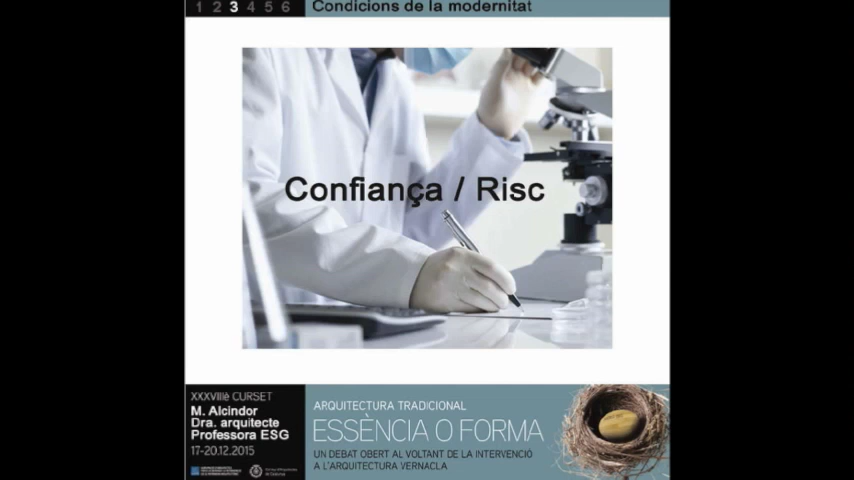 1 2 3 4 5 6
Condicions de la modernitat
Confiança / Risc
XXXVIIIè CURSET
M. Alcindor
Dra. arquitecte
Professora ESG
17-20.12.2015
ARQUITECTURA TRADICIONAL
ESSÈNCIA O FORMA
UN DEBAT OBERT AL VOLTANT DE LA INTERVENCIÓ
A L'ARQUITECTURA VERNACLA